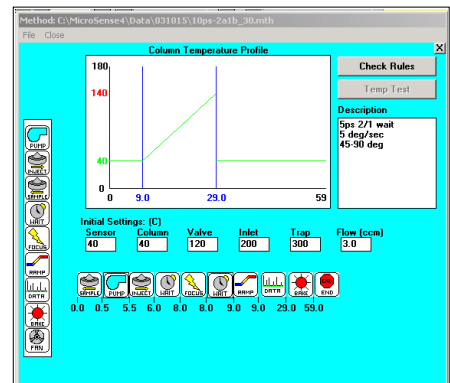 Method: C:\MicroSense4\Data\031015\10ps-2a1b_30.mth
File Close
X
Column Temperature Profile
180
140
40
0
0 9.0 29.0 59
Check Rules
Temp Test
Description
5ps 2/1 wait
5 deg/sec
45-90 deg
PUMP
INJECT
SAMPLE
WAIT
FOCUS
RAMP
DATA
BAKE
FAN
Initial Settings: (C)
Sensor Column Valve Inlet Trap Flow (ccm)
40 40 120 200 300 3.0
SAMPLE PUMP INJECT WAIT FOCUS WAIT RAMP DATA BAKE END
0.0 0.5 5.5 6.0 8.0 8.0 9.0 9.0 29.0 59.0